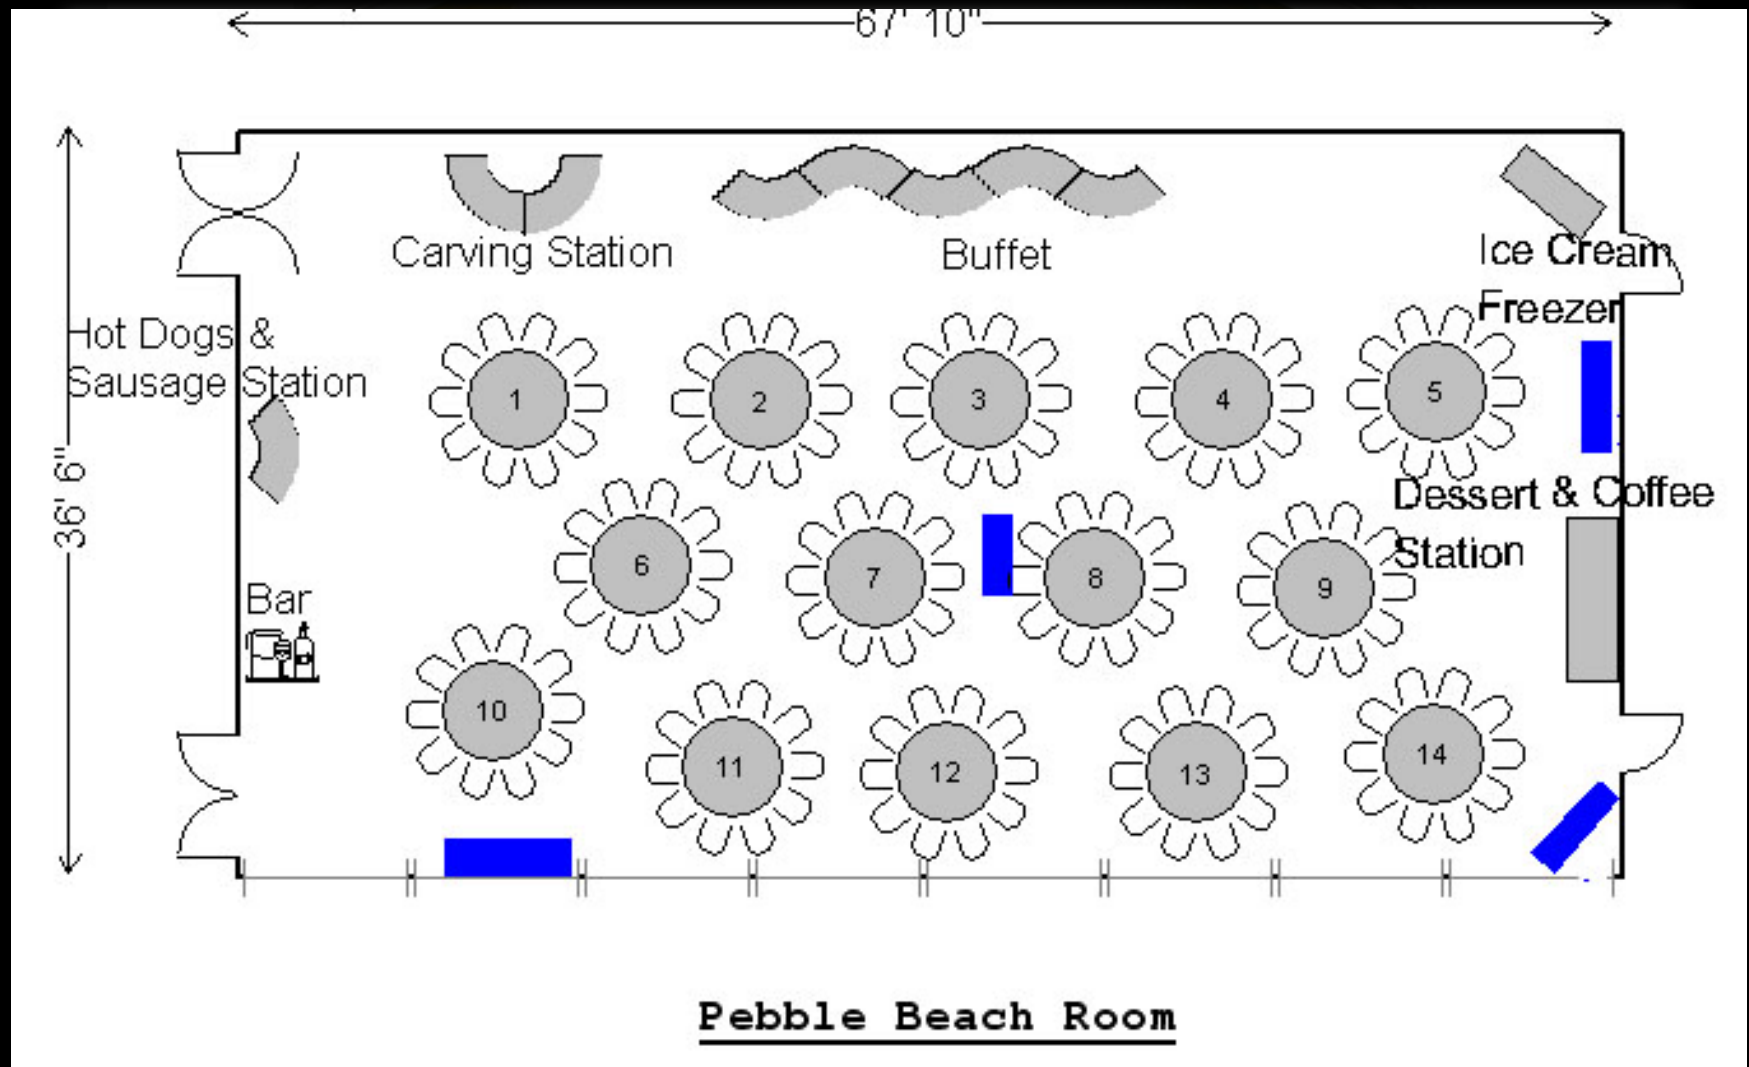 67' 10"
Carving Station
Buffet
Ice Cream
Freezer
Hot Dogs &
Sausage Station
36' 6"
1
2
3
4
5
Dessert & Coffee
Station
6
7
8
9
Bar
10
11
12
13
14
Pebble Beach Room